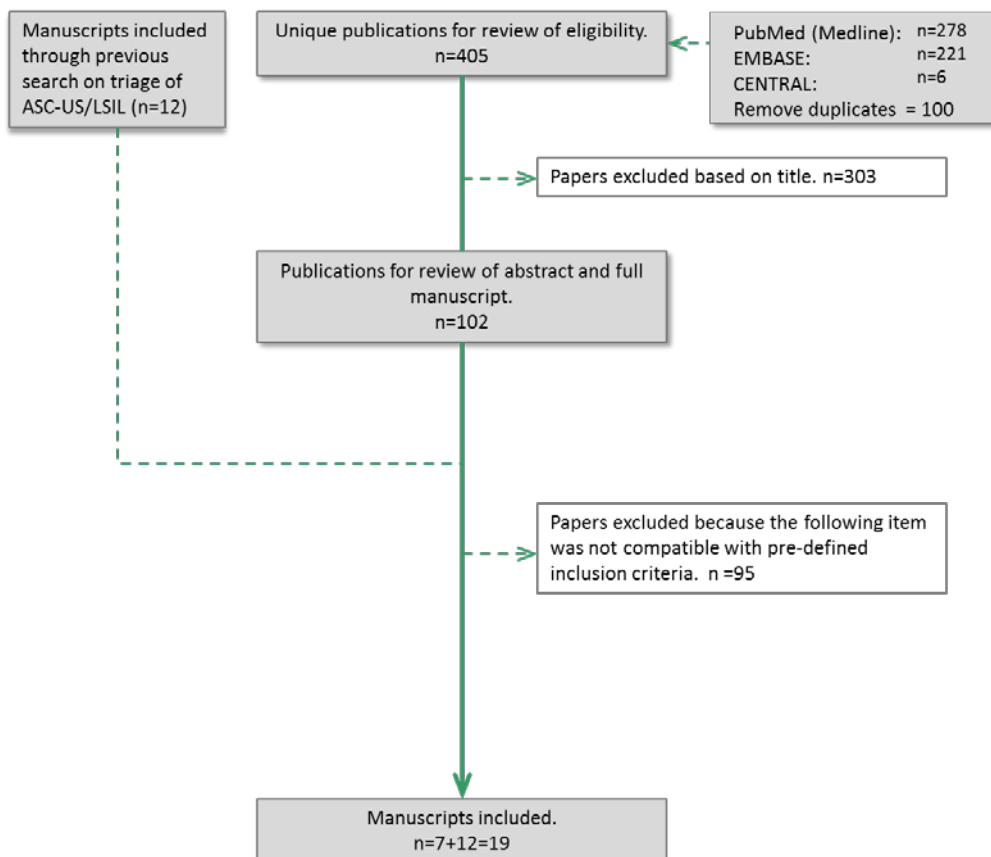 Manuscripts included
through previous
search on triage of
ASC-US/LSIL (n=12)
Unique publications for review of eligibility.
n=405
PubMed (Medline): n=278
EMBASE: n=221
CENTRAL: n=6
Remove duplicates = 100
Papers excluded based on title. n=303
Publications for review of abstract and full
manuscript.
n=102
Papers excluded because the following item
was not compatible with pre-defined
inclusion criteria. n =95
Manuscripts included.
n=7+12=19